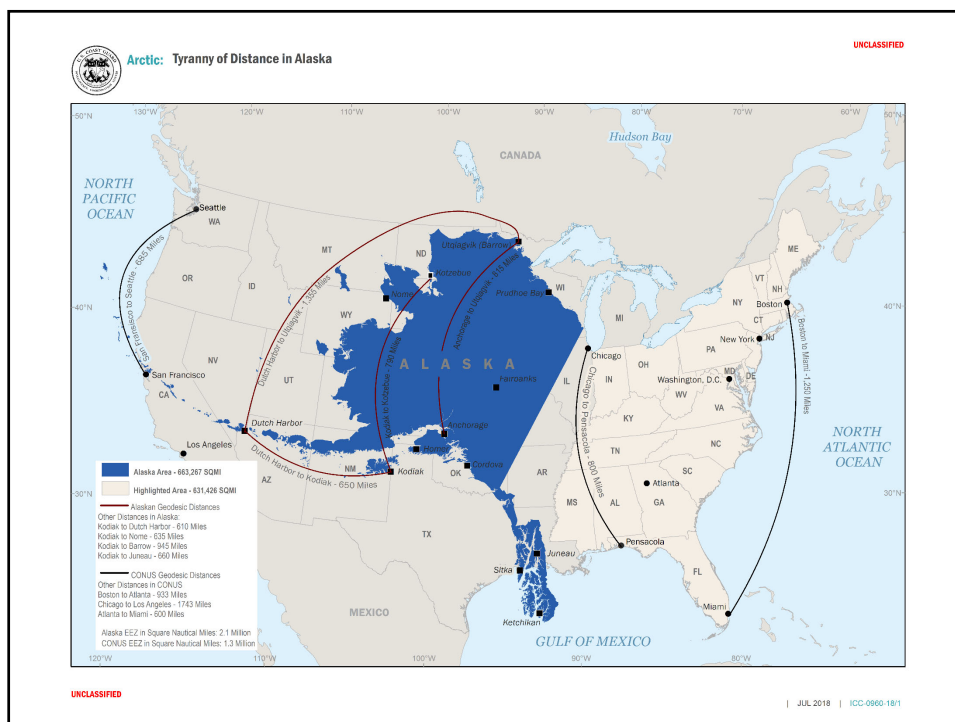 UNCLASSIFIED
Arctic: Tyranny of Distance in Alaska
130°W
120°W
110°W
100°W
90°W
80°W
70°W
60°W
50°N
50°N
Hudson Bay
CANADA
NORTH
PACIFIC
OCEAN
Seattle
WA
Utqiagvik (Barrow)
ME
MT
ND
VT
NH
Kotzebue
OR
ID
Nome
Prudhoe Bay
WI
NY
Boston
40°N
40°N
WY
MI
CT
New York
NJ
PA
San Fransisco to Seattle - 685 Miles
Dutch Harbor to Utqiagvik - 1,355 Miles
Kodiak to Kotzebue - 790 Miles
Anchorage to Utqiagvik - 815 Miles
Chicago to Pensacola - 800 Miles
Boston to Miami -1,250 Miles
NV
UT
ALASKA
Chicago
OH
MD
DE
San Francisco
IL
IN
Washington, D.C.
CA
Fairbanks
WV
VA
KY
Dutch Harbor
Anchorage
NC
Los Angeles
Homer
TN
NORTH
ATLANTIC
OCEAN
Dutch Harbor to Kodiak - 650 Miles
AZ
NM
Kodiak
OK
Cordova
AR
SC
Atlanta
30°N
30°N
MS
AL
GA
TX
Pensacola
Juneau
Sitka
FL
MEXICO
Ketchikan
Miami
GULF OF MEXICO
120°W
110°W
100°W
90°W
80°W
Alaska Area - 663,267 SQMI
Highlighted Area - 631,426 SQMI
Alaskan Geodesic Distances
Other Distances in Alaska:
Kodiak to Dutch Harbor - 610 Miles
Kodiak to Nome - 635 Miles
Kodiak to Barrow - 945 Miles
Kodiak to Juneau - 660 Miles
CONUS Geodesic Distances
Other Distances in CONUS
Boston to Atlanta - 933 Miles
Chicago to Los Angeles - 1743 Miles
Atlanta to Miami - 600 Miles
Alaska EEZ in Square Nautical Miles: 2.1 Million
CONUS EEZ in Square Nautical Miles: 1.3 Million
UNCLASSIFIED
| JUL 2018 | ICC-0960-18/1